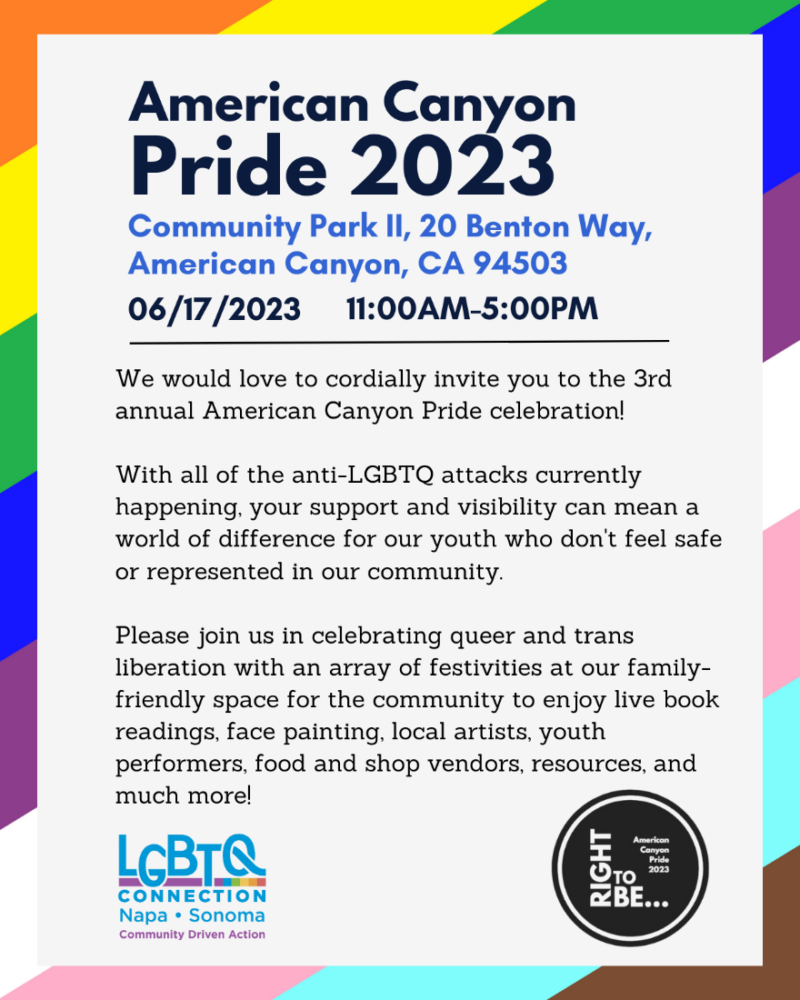 American Canyon
Pride 2023
Community Park II, 20 Benton Way,
American Canyon, CA 94503
06/17/2023 11:00AM-5:00PM
We would love to cordially invite you to the 3rd
annual American Canyon Pride celebration!
With all of the anti-LGBTQ attacks currently
happening, your support and visibility can mean a
world of difference for our youth who don't feel safe
or represented in our community.
Please join us in celebrating queer and trans
liberation with an array of festivities at our family-
friendly space for the community to enjoy live book
readings, face painting, local artists, youth
performers, food and shop vendors, resources, and
much more!
LGBTQ
CONNECTION
Napa • Sonoma
Community Driven Action
RIGHT
TO
BE...
American
Canyon
Pride
2023